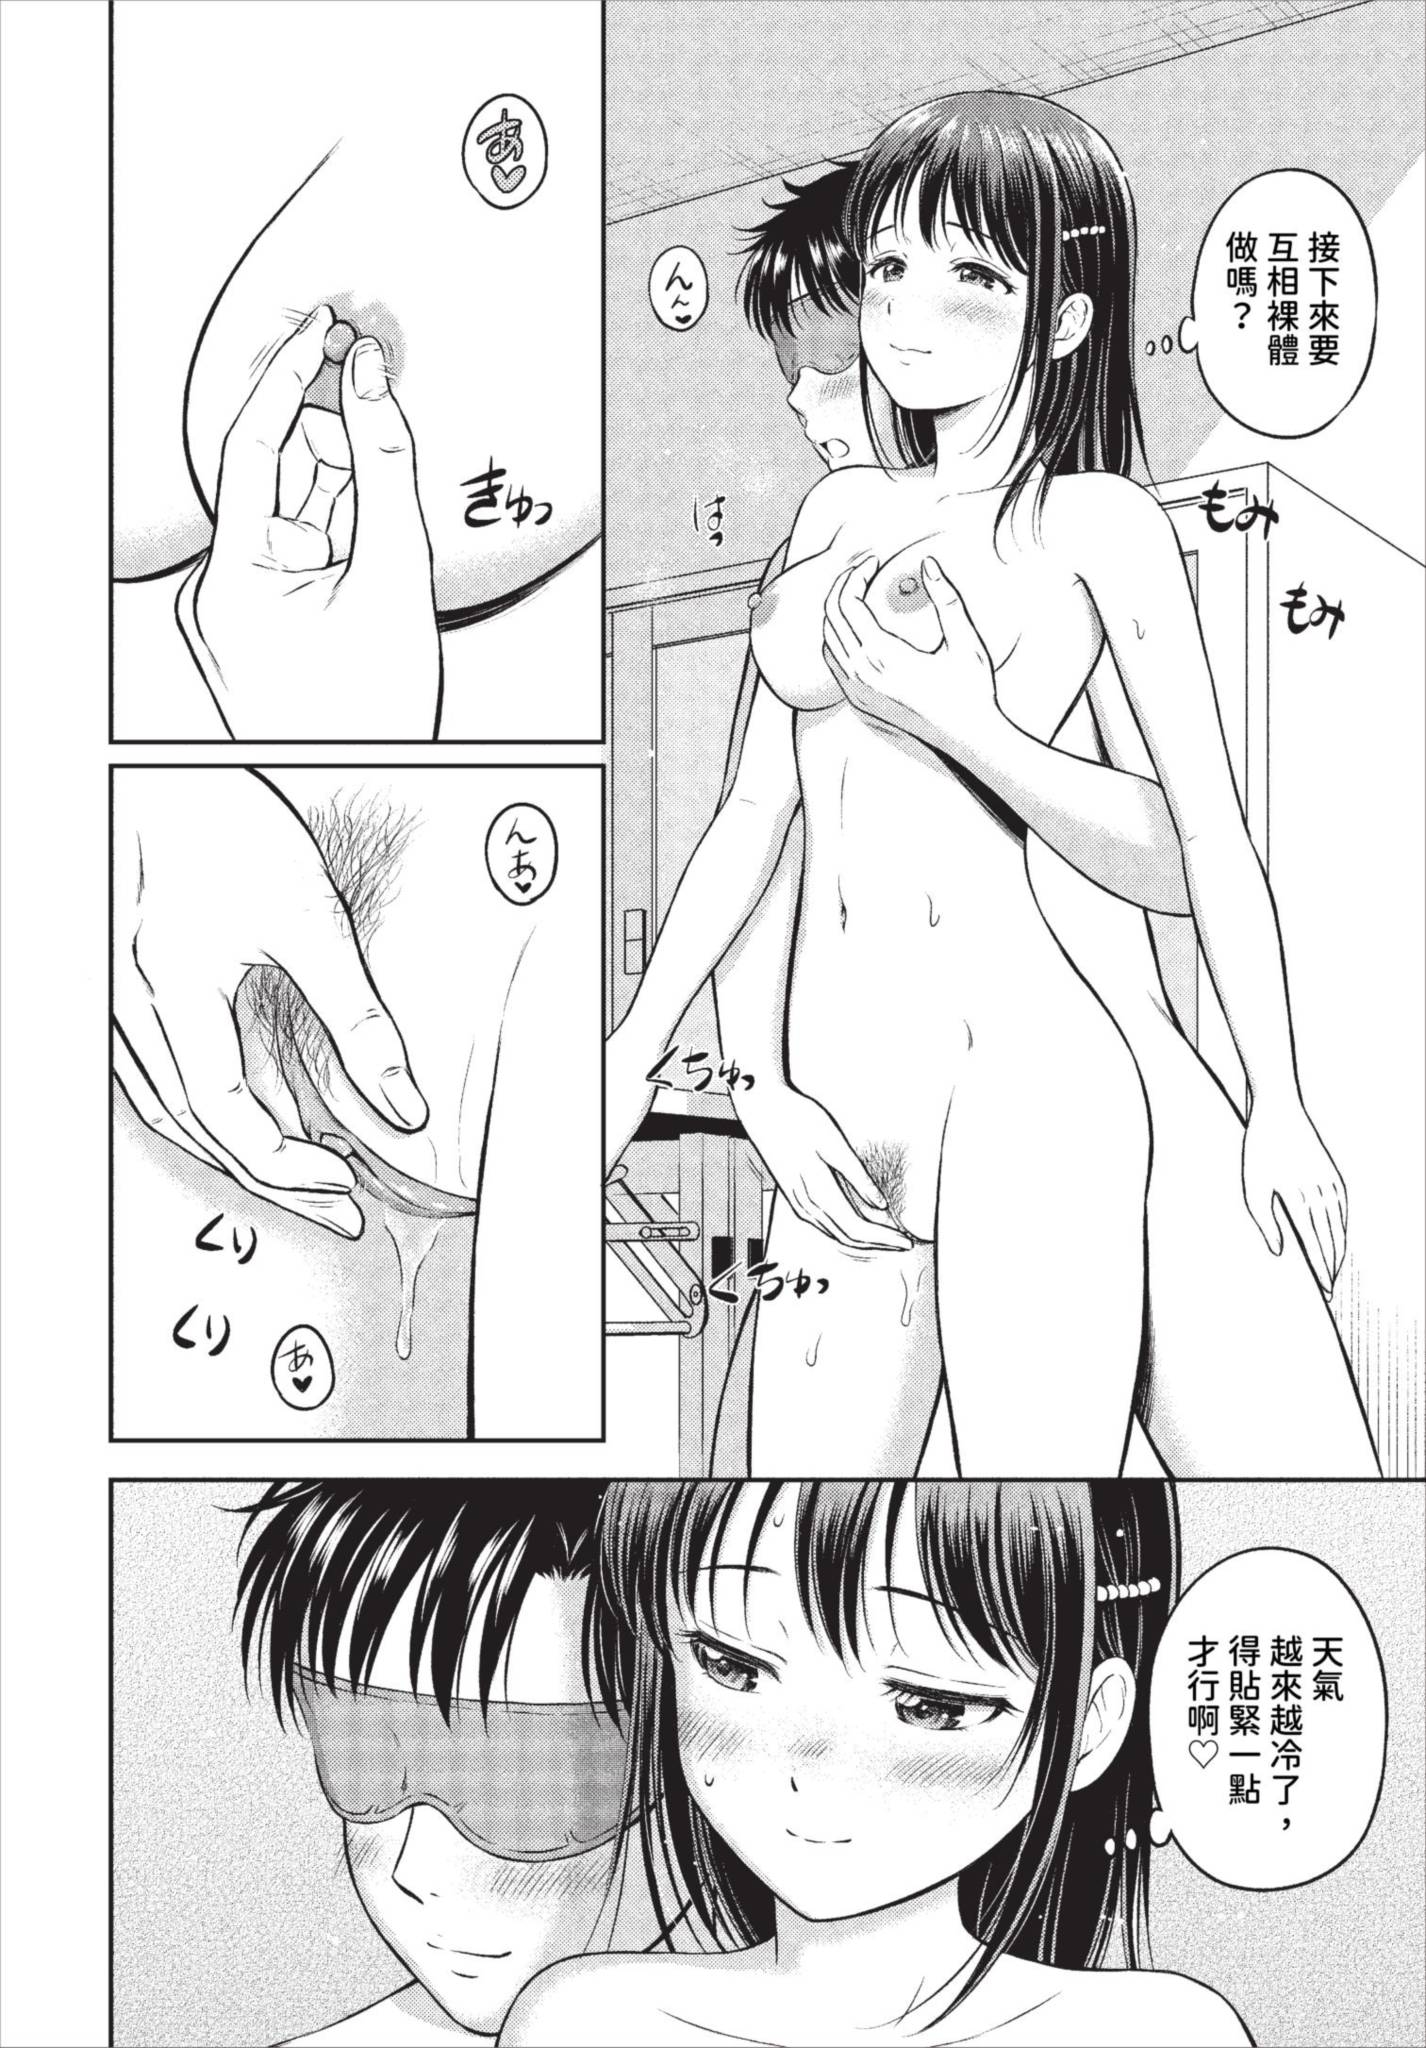 接下來要
互相裸體
做嗎？
んん♥
はっ
もみ
もみ
くちゅっ
くちゅっ
あ♥
きゅっ
んあ♥
くり
くり
あ♥
天氣
越來越冷了，
得貼緊一點
才行啊♡